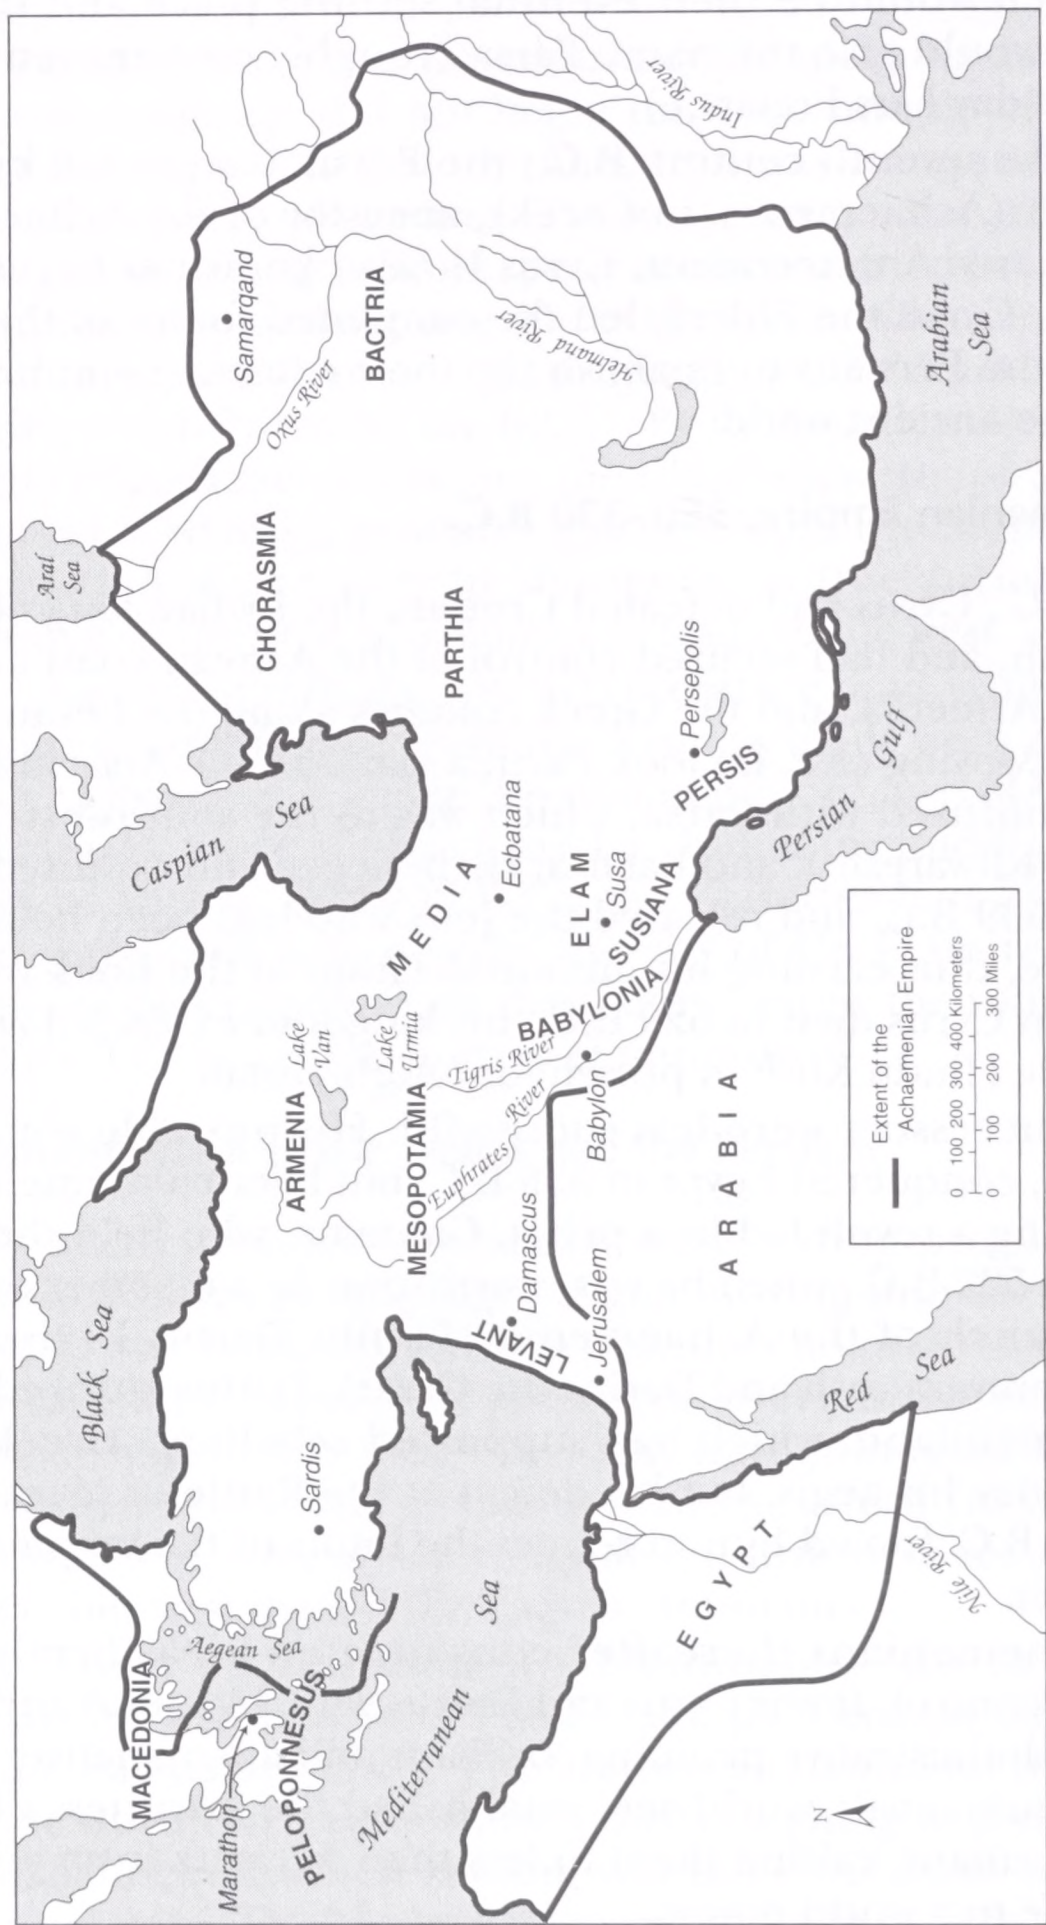 MACEDONIA
Marathon
PELOPONNESUS
Aegean Sea
Black Sea
Sardis
Mediterranean
Sea
Caspian
Sea
Aral
Sea
ARMENIA
Lake
Van
Lake
Urmia
MESOPOTAMIA
Tigris River
Euphrates River
LEVANT
Damascus
Jerusalem
Babylon
BABYLONIA
MEDIA
Ecbatana
ELAM
Susa
SUSIANA
PERSIS
Persepolis
CHORASMIA
PARTHIA
Oxus River
Samarqand
BACTRIA
Helmand River
Indus River
Arabian
Sea
Persian
Gulf
ARABIA
Red
Sea
EGYPT
Nile River
N
Extent of the
Achaemenian Empire
0 100 200 300 400 Kilometers
0 100 200 300 Miles